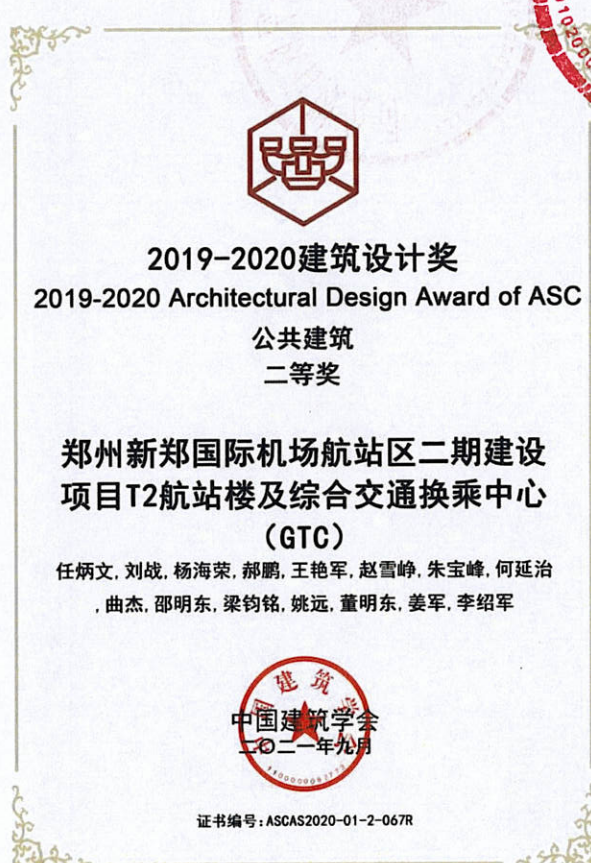 2019-2020建筑设计奖
2019-2020 Architectural Design Award of ASC
公共建筑
二等奖
郑州新郑国际机场航站区二期建设
项目T2航站楼及综合交通换乘中心
(GTC)
任炳文,刘战,杨海荣,郝鹏,王艳军,赵雪峥,朱宝峰,何延治
,曲杰,邵明东,梁钧铭,姚远,董明东,姜军,李绍军
中国建筑学会
二〇二一年九月
证书编号:ASCAS2020-01-2-067R